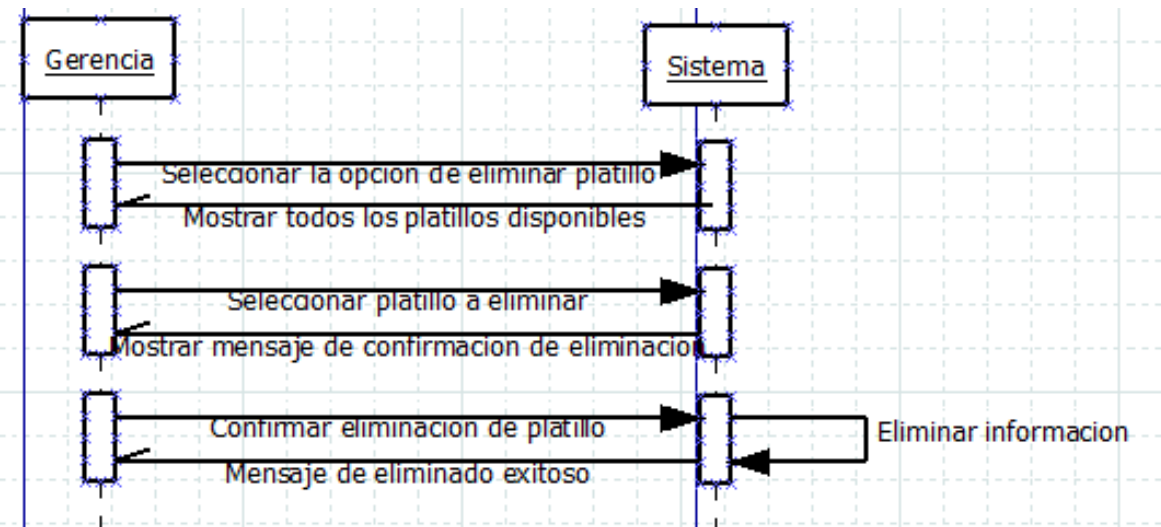 Gerencia
Sistema
Seleccionar la opcion de eliminar platillo
Mostrar todos los platillos disponibles
Seleccionar platillo a eliminar
Mostrar mensaje de confirmacion de eliminacion
Confirmar eliminacion de platillo
Eliminar informacion
Mensaje de eliminado exitoso